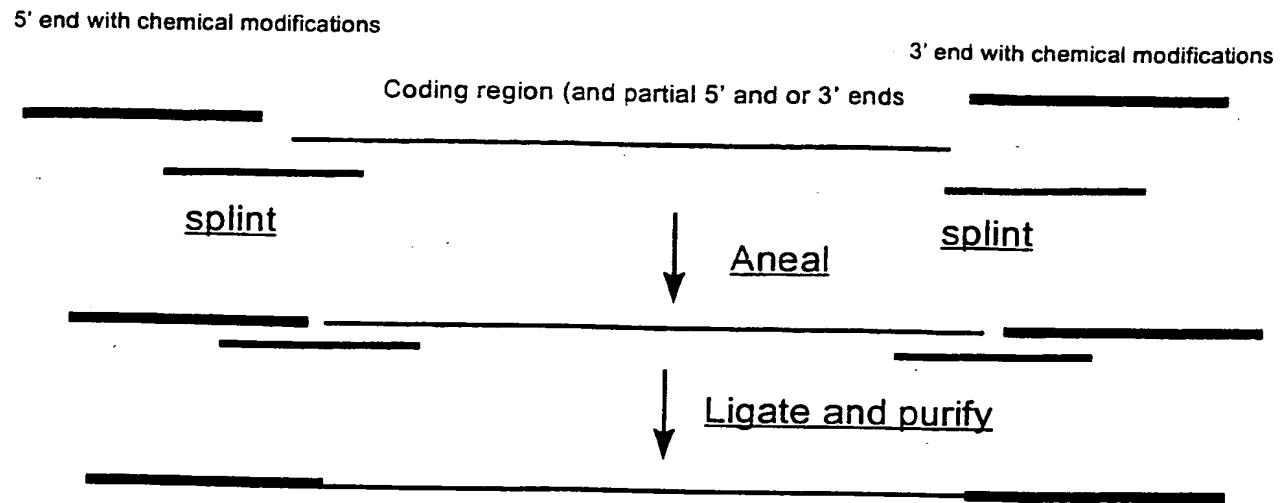 5' end with chemical modifications
3' end with chemical modifications
Coding region (and partial 5' and or 3' ends
splint
splint
Aneal
Ligate and purify